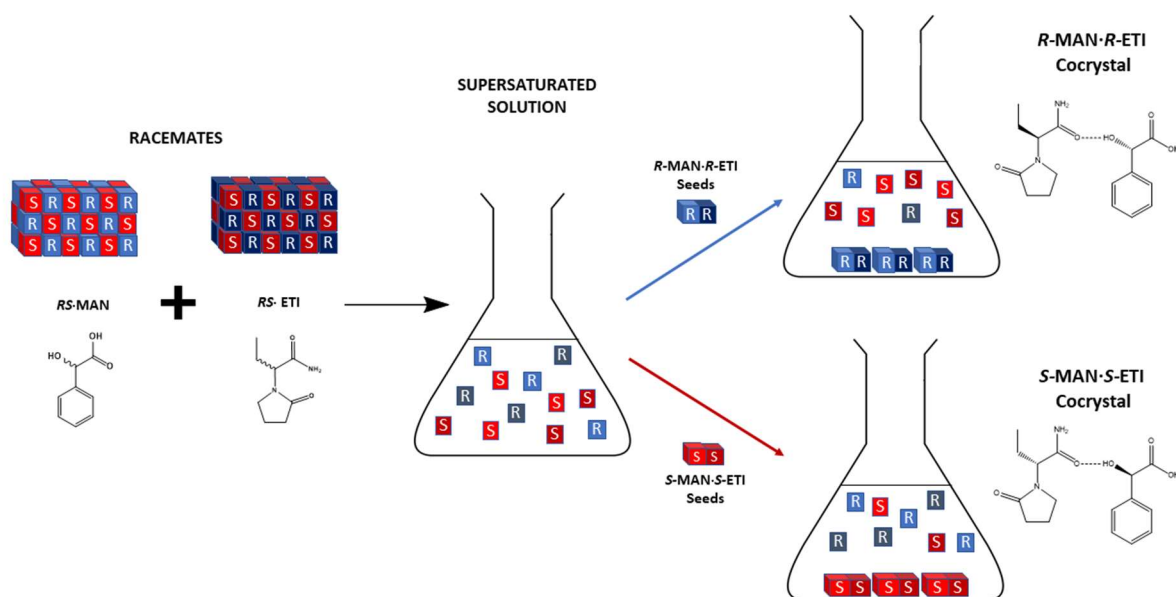 SUPERSATURATED
SOLUTION
RACEMATES
S R S R S R
R S R S R S
S R S R S R
S R S R S R
R S R S R S
S R S R S R
RS·MAN
RS· ETI
HO
OH
O
O
NH₂
N
O
R R
S R
R S S
R
S S S R
R-MAN·R-ETI
Seeds
R R
S S
S-MAN·S-ETI
Seeds
R S S S
S S R
R R R R R R
R-MAN·R-ETI
Cocrystal
NH₂
O
O
HO
OH
N
O
R S R
R
R R S R
S S S S S S
S-MAN·S-ETI
Cocrystal
NH₂
O
O
HO
OH
N
O